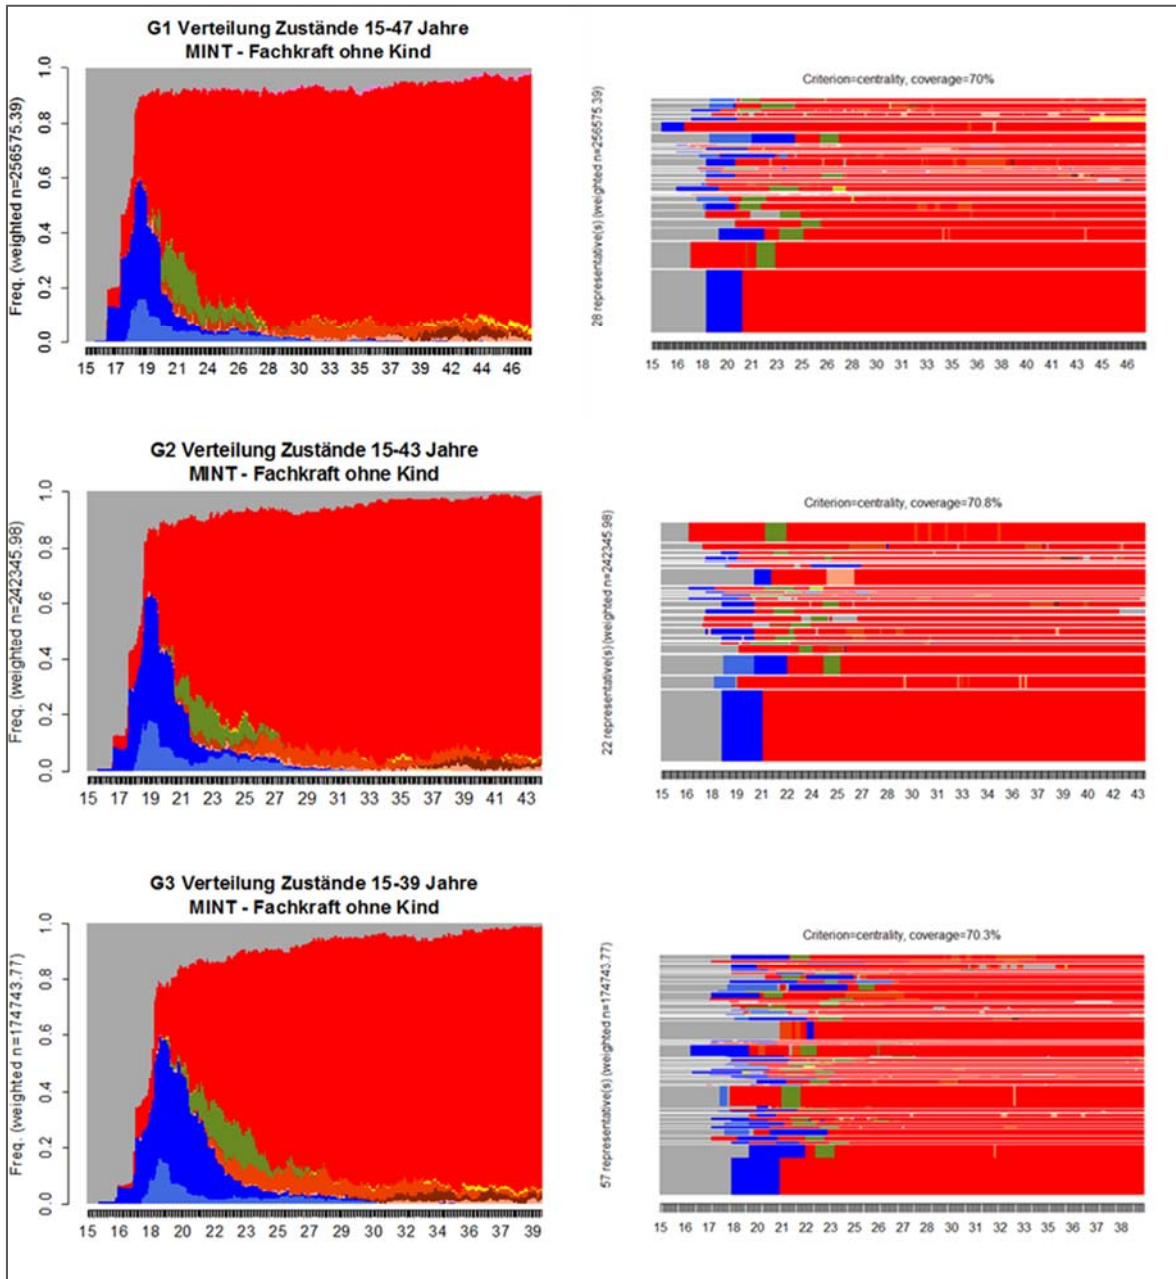 G1 Verteilung Zustände 15-47 Jahre
MINT - Fachkraft ohne Kind
Freq. (weighted n=256575.39)
1.0
0.8
0.6
0.4
0.2
0.0
15 17 19 21 24 26 28 30 33 35 37 39 42 44 46
Criterion=centrality, coverage=70%
28 representative(s) (weighted n=256575.39)
15 16 18 20 21 23 25 26 28 30 31 33 35 36 38 40 41 43 45 46
G2 Verteilung Zustände 15-43 Jahre
MINT - Fachkraft ohne Kind
Freq. (weighted n=242345.98)
1.0
0.8
0.6
0.4
0.2
0.0
15 17 19 21 23 25 27 29 31 33 35 37 39 41 43
Criterion=centrality, coverage=70.8%
22 representative(s) (weighted n=242345.98)
15 16 18 19 21 22 24 25 27 28 30 31 33 34 36 37 39 40 42 43
G3 Verteilung Zustände 15-39 Jahre
MINT - Fachkraft ohne Kind
Freq. (weighted n=174743.77)
1.0
0.8
0.6
0.4
0.2
0.0
15 16 18 20 22 23 25 27 28 30 32 34 35 37 39
Criterion=centrality, coverage=70.3%
57 representative(s) (weighted n=174743.77)
15 16 17 18 20 21 22 23 25 26 27 28 30 31 32 33 35 36 37 38